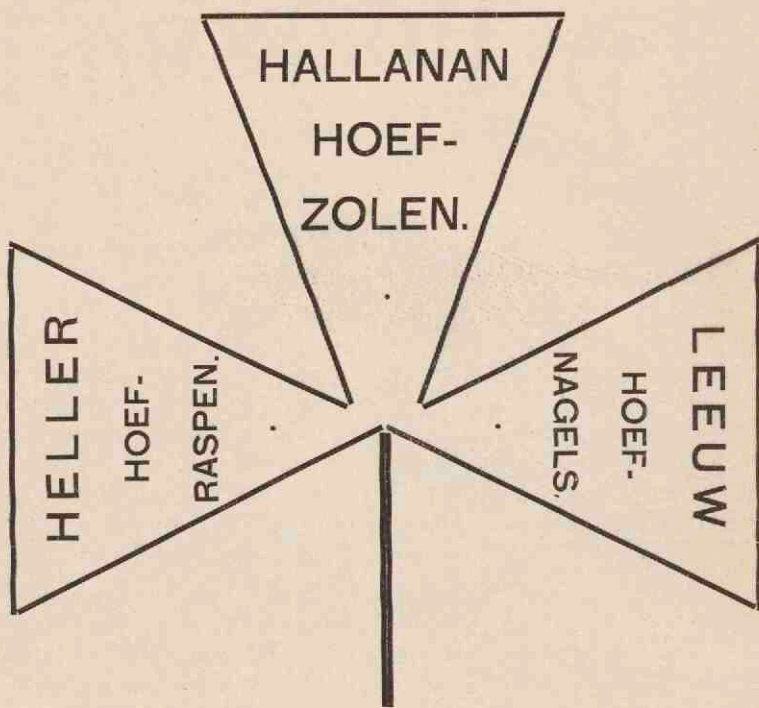 HALLANAN
HOEF-
ZOLEN.
HELLER
HOEF-
RASPEN.
LEEUW
HOEF-
NAGELS,